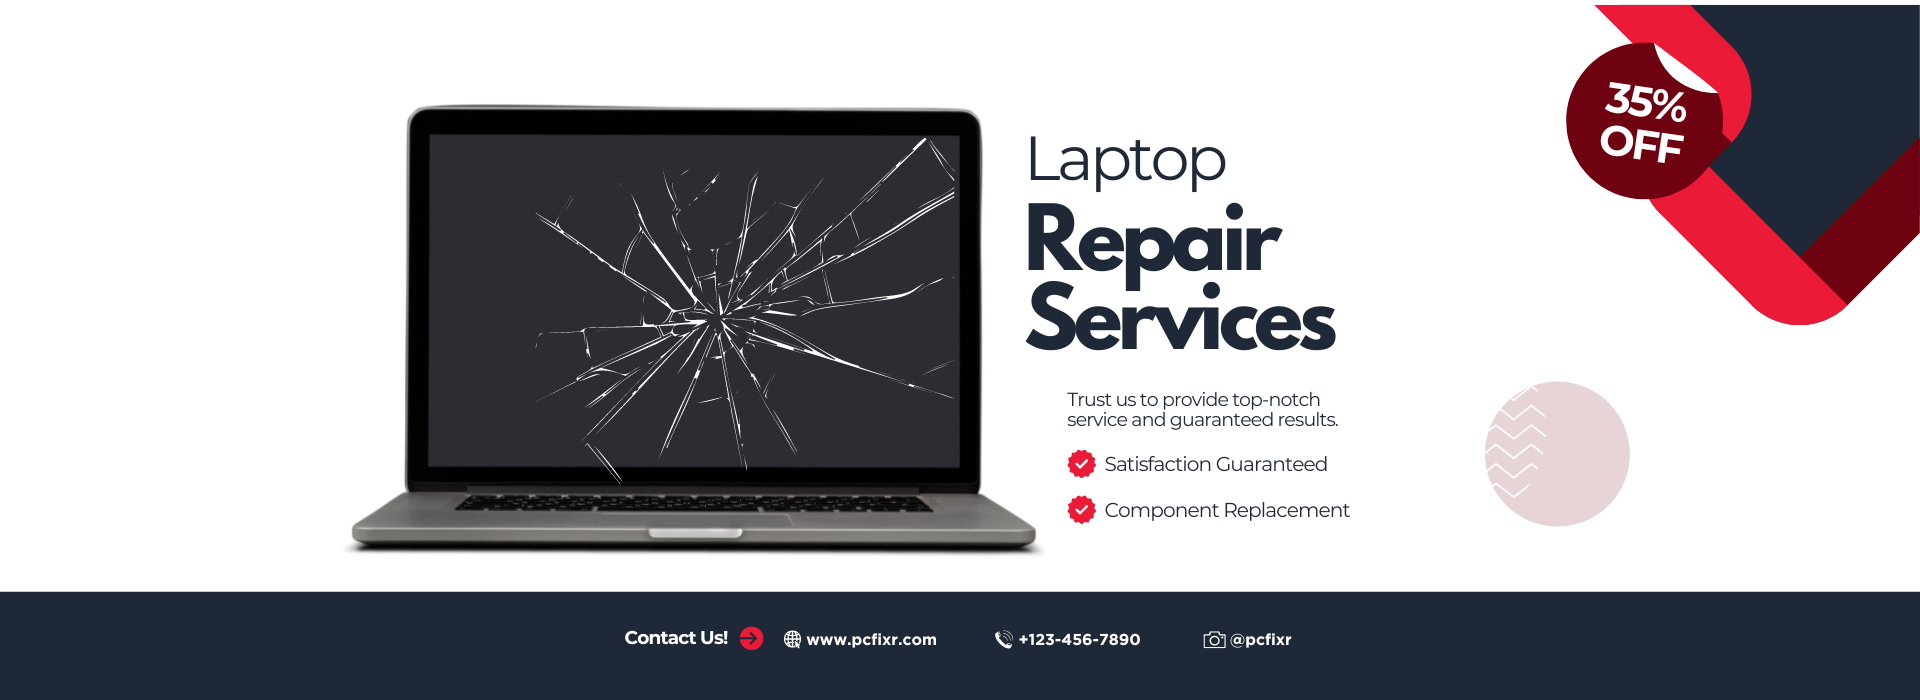 35%
OFF
Laptop
Repair
Services
Trust us to provide top-notch
service and guaranteed results.
Satisfaction Guaranteed
Component Replacement
Contact Us!
www.pcfixr.com
+123-456-7890
@pcfixr